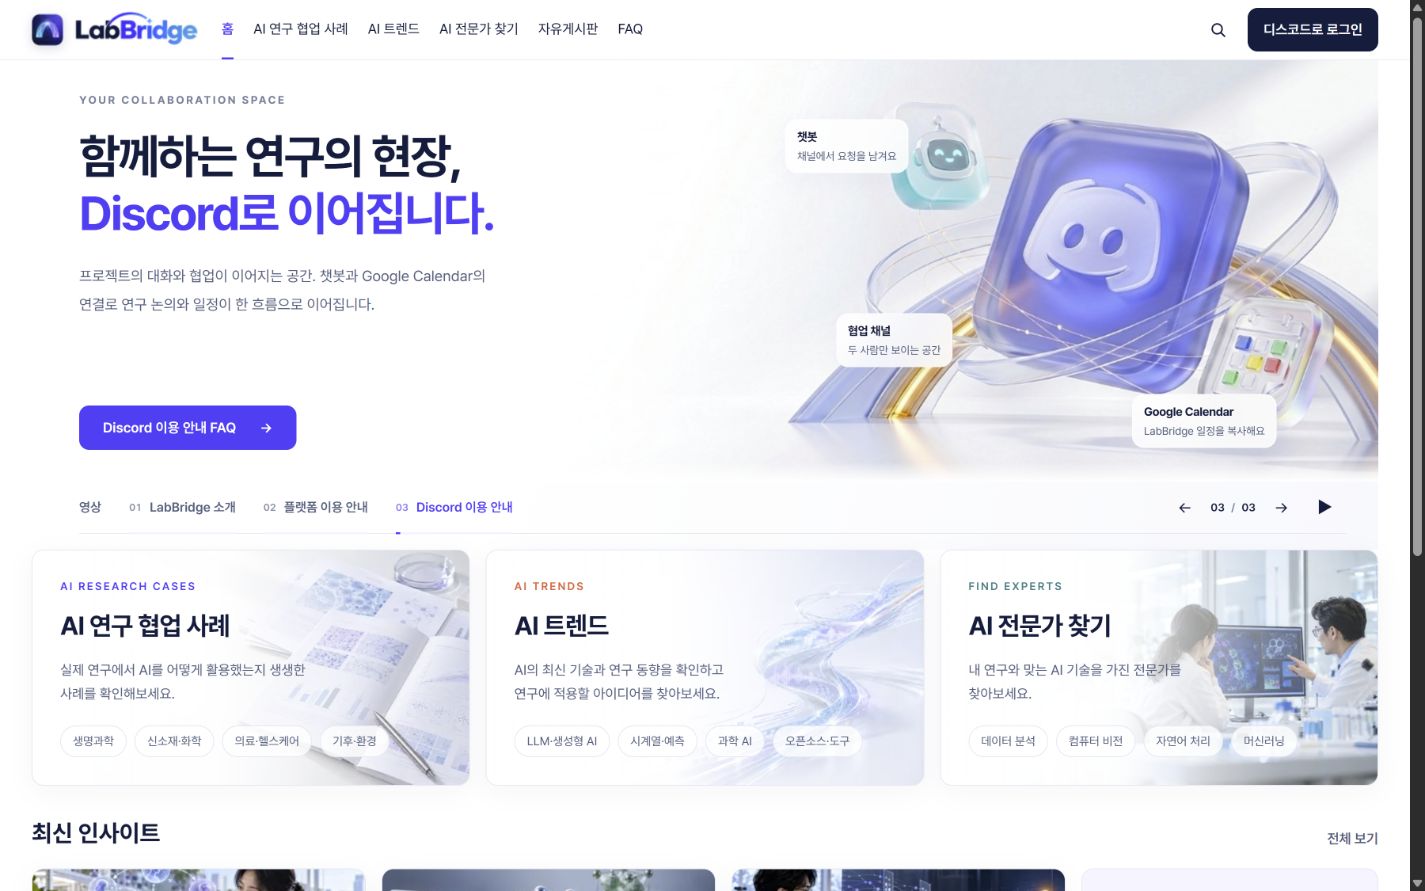 LabBridge
홈
AI 연구 협업 사례
AI 트렌드
AI 전문가 찾기
자유게시판
FAQ
디스코드로 로그인
YOUR COLLABORATION SPACE
함께하는 연구의 현장,
Discord로 이어집니다.
프로젝트의 대화와 협업이 이어지는 공간. 챗봇과 Google Calendar의
연결로 연구 논의와 일정이 한 흐름으로 이어집니다.
Discord 이용 안내 FAQ →
챗봇
채널에서 요청을 남겨요
협업 채널
두 사람만 보이는 공간
Google Calendar
LabBridge 일정을 복사해요
영상
01 LabBridge 소개
02 플랫폼 이용 안내
03 Discord 이용 안내
← 03 / 03 →
AI RESEARCH CASES
AI 연구 협업 사례
실제 연구에서 AI를 어떻게 활용했는지 생생한
사례를 확인해보세요.
생명과학
신소재·화학
의료·헬스케어
기후·환경
AI TRENDS
AI 트렌드
AI의 최신 기술과 연구 동향을 확인하고
연구에 적용할 아이디어를 찾아보세요.
LLM·생성형 AI
시계열·예측
과학 AI
오픈소스·도구
FIND EXPERTS
AI 전문가 찾기
내 연구와 맞는 AI 기술을 가진 전문가를
찾아보세요.
데이터 분석
컴퓨터 비전
자연어 처리
머신러닝
최신 인사이트
전체 보기